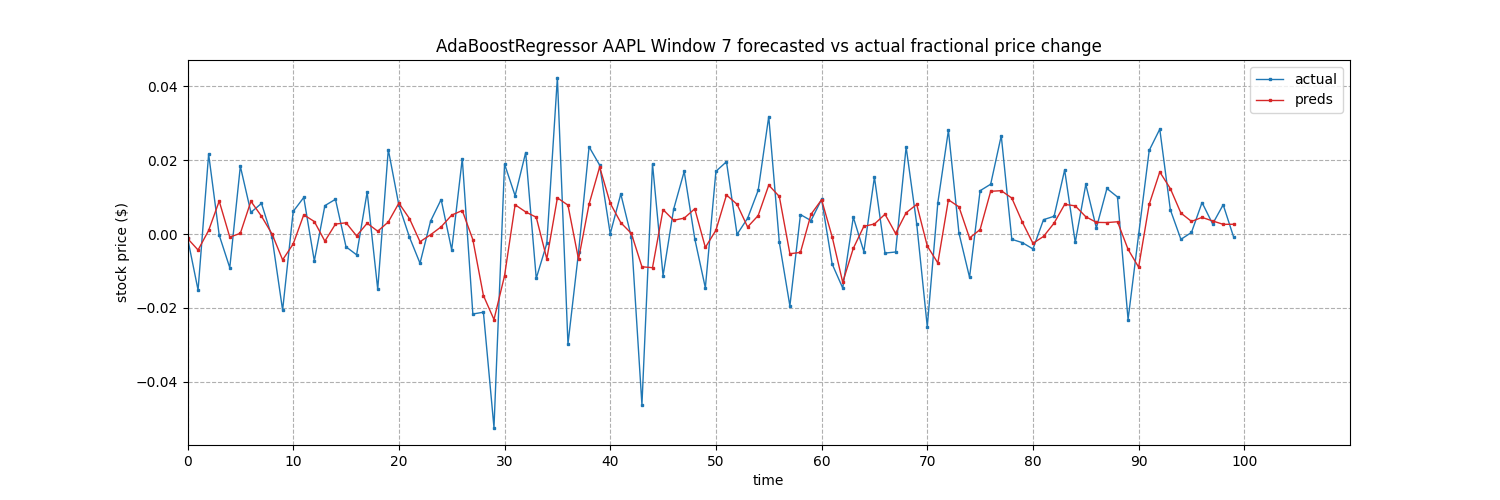 AdaBoostRegressor AAPL Window 7 forecasted vs actual fractional price change
actual
preds
stock price ($)
0.04
0.02
0.00
−0.02
−0.04
0 10 20 30 40 50 60 70 80 90 100
time